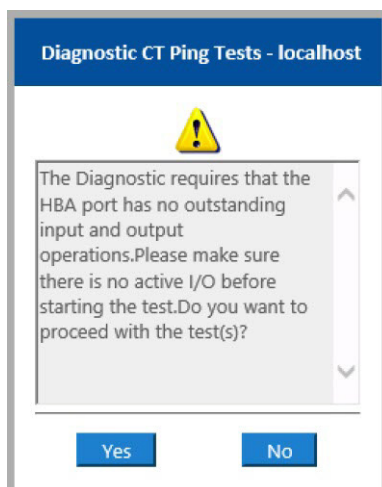 Diagnostic CT Ping Tests - localhost
The Diagnostic requires that the
HBA port has no outstanding
input and output
operations.Please make sure
there is no active I/O before
starting the test.Do you want to
proceed with the test(s)?
Yes
No